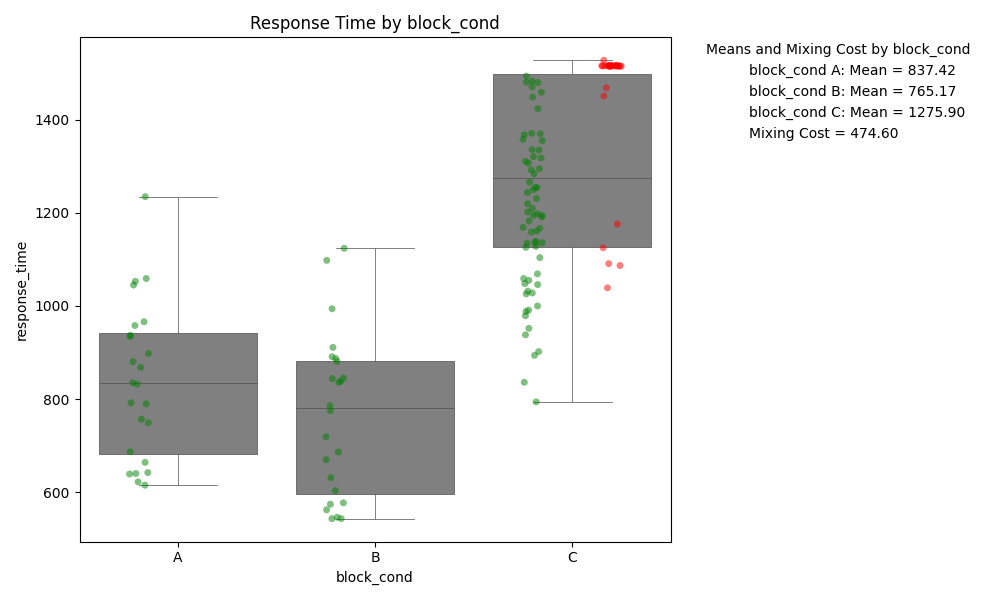 Response Time by block_cond
Means and Mixing Cost by block_cond
block_cond A: Mean = 837.42
block_cond B: Mean = 765.17
block_cond C: Mean = 1275.90
Mixing Cost = 474.60
response_time
1400
1200
1000
800
600
A
B
C
block_cond